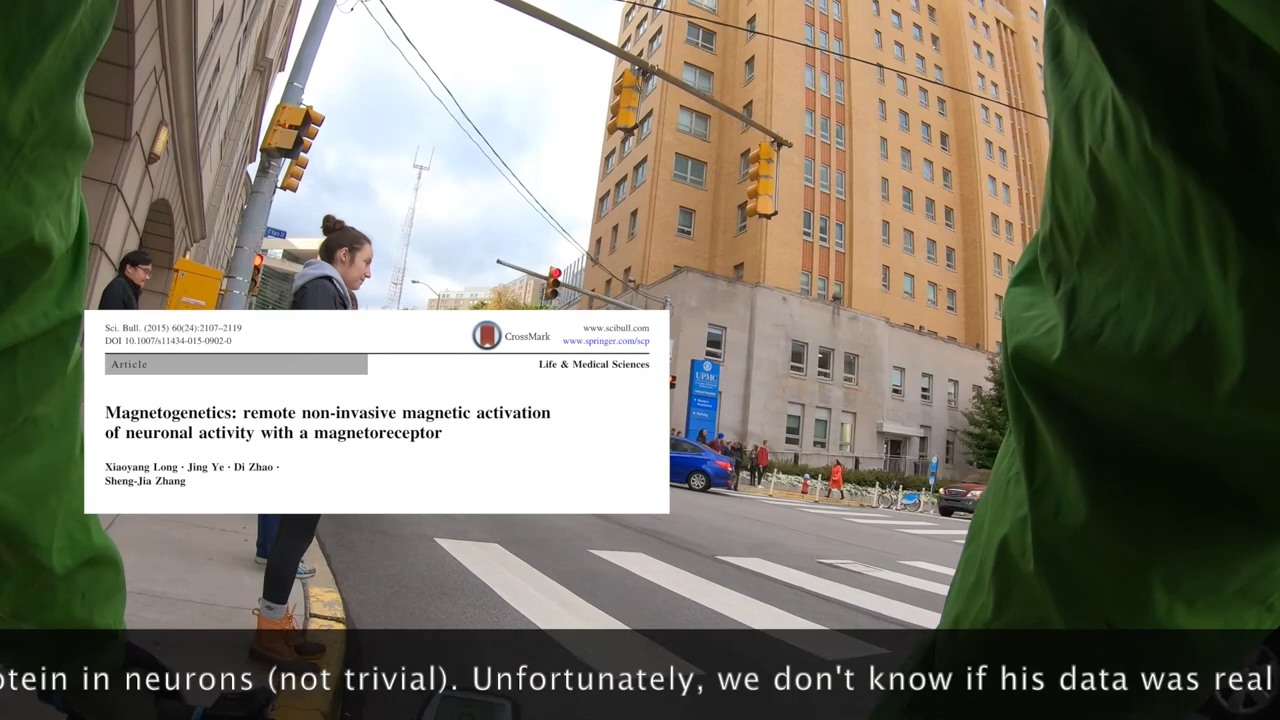 Sci. Bull. (2015) 60(24):2107–2119
DOI 10.1007/s11434-015-0902-0
CrossMark
www.scibull.com
www.springer.com/scp
Article
Life & Medical Sciences
Magnetogenetics: remote non-invasive magnetic activation
of neuronal activity with a magnetoreceptor
Xiaoyang Long · Jing Ye · Di Zhao ·
Sheng-Jia Zhang
UPMC
otein in neurons (not trivial). Unfortunately, we don't know if his data was real